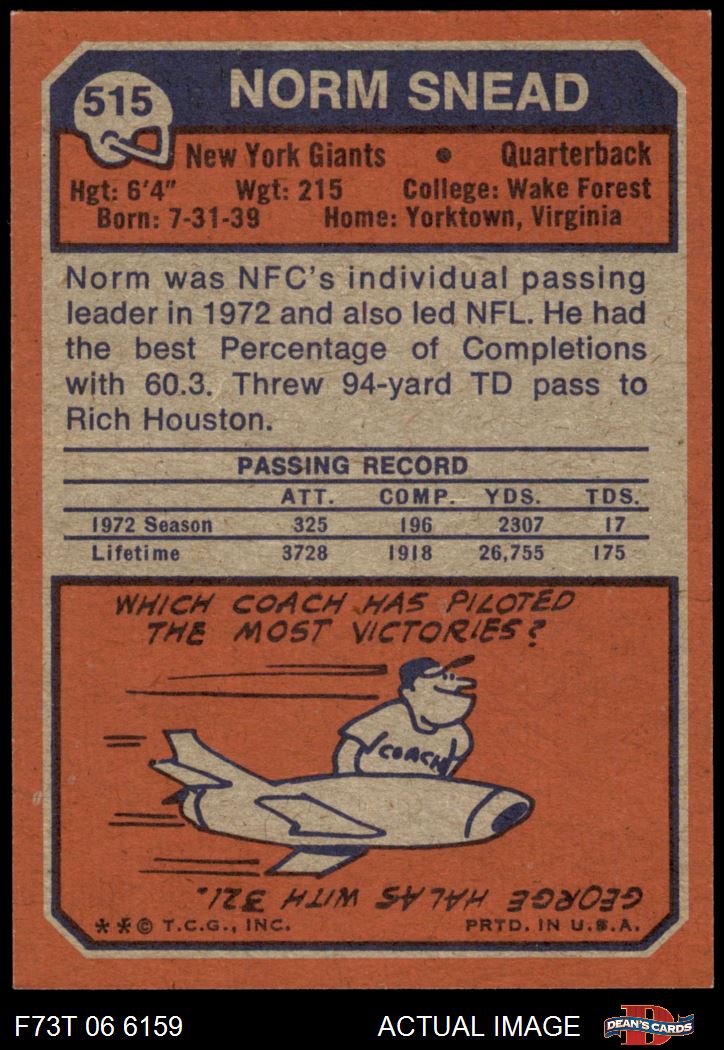 515
NORM SNEAD
New York Giants • Quarterback
Hgt: 6'4" Wgt: 215 College: Wake Forest
Born: 7-31-39 Home: Yorktown, Virginia
Norm was NFC's individual passing
leader in 1972 and also led NFL. He had
the best Percentage of Completions
with 60.3. Threw 94-yard TD pass to
Rich Houston.
PASSING RECORD
ATT. COMP. YDS. TDS.
1972 Season 325 196 2307 17
Lifetime 3728 1918 26,755 175
WHICH COACH HAS PILOTED
THE MOST VICTORIES?
COACH
GEORGE HALAS WITH 321.
**© T.C.G., INC. PRTD. IN U.S.A.
F73T 06 6159 ACTUAL IMAGE
D
DEAN'S CARDS